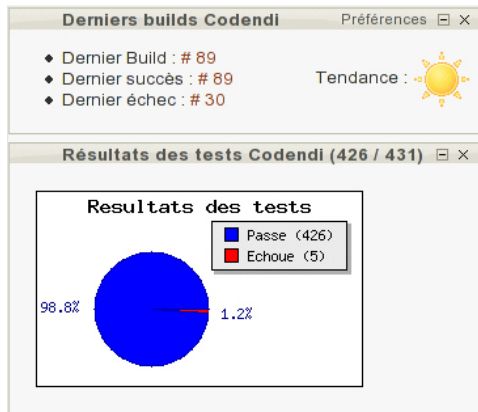 Derniers builds Codendi Préférences
Dernier Build : # 89
Dernier succès : # 89
Dernier échec : # 30
Tendance :
Résultats des tests Codendi (426 / 431)
Resultats des tests
Passe (426)
Echoue (5)
98.8%
1.2%